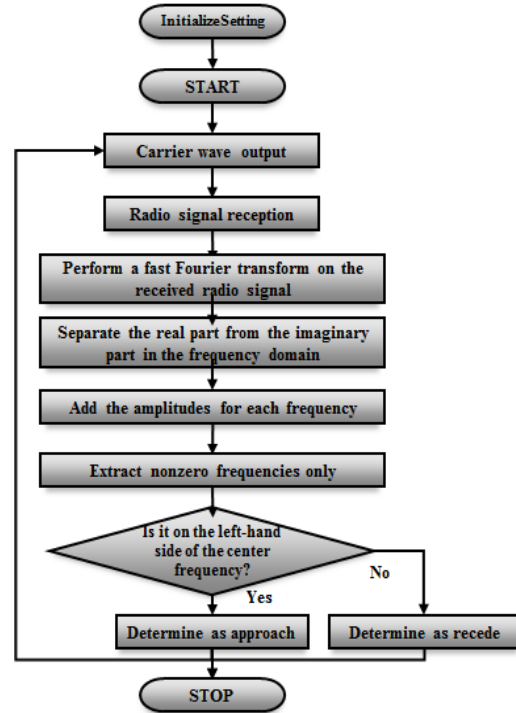 InitializeSetting
START
Carrier wave output
Radio signal reception
Perform a fast Fourier transform on the
received radio signal
Separate the real part from the imaginary
part in the frequency domain
Add the amplitudes for each frequency
Extract nonzero frequencies only
Is it on the left-hand
side of the center
frequency?
No
Yes
Determine as approach
Determine as recede
STOP